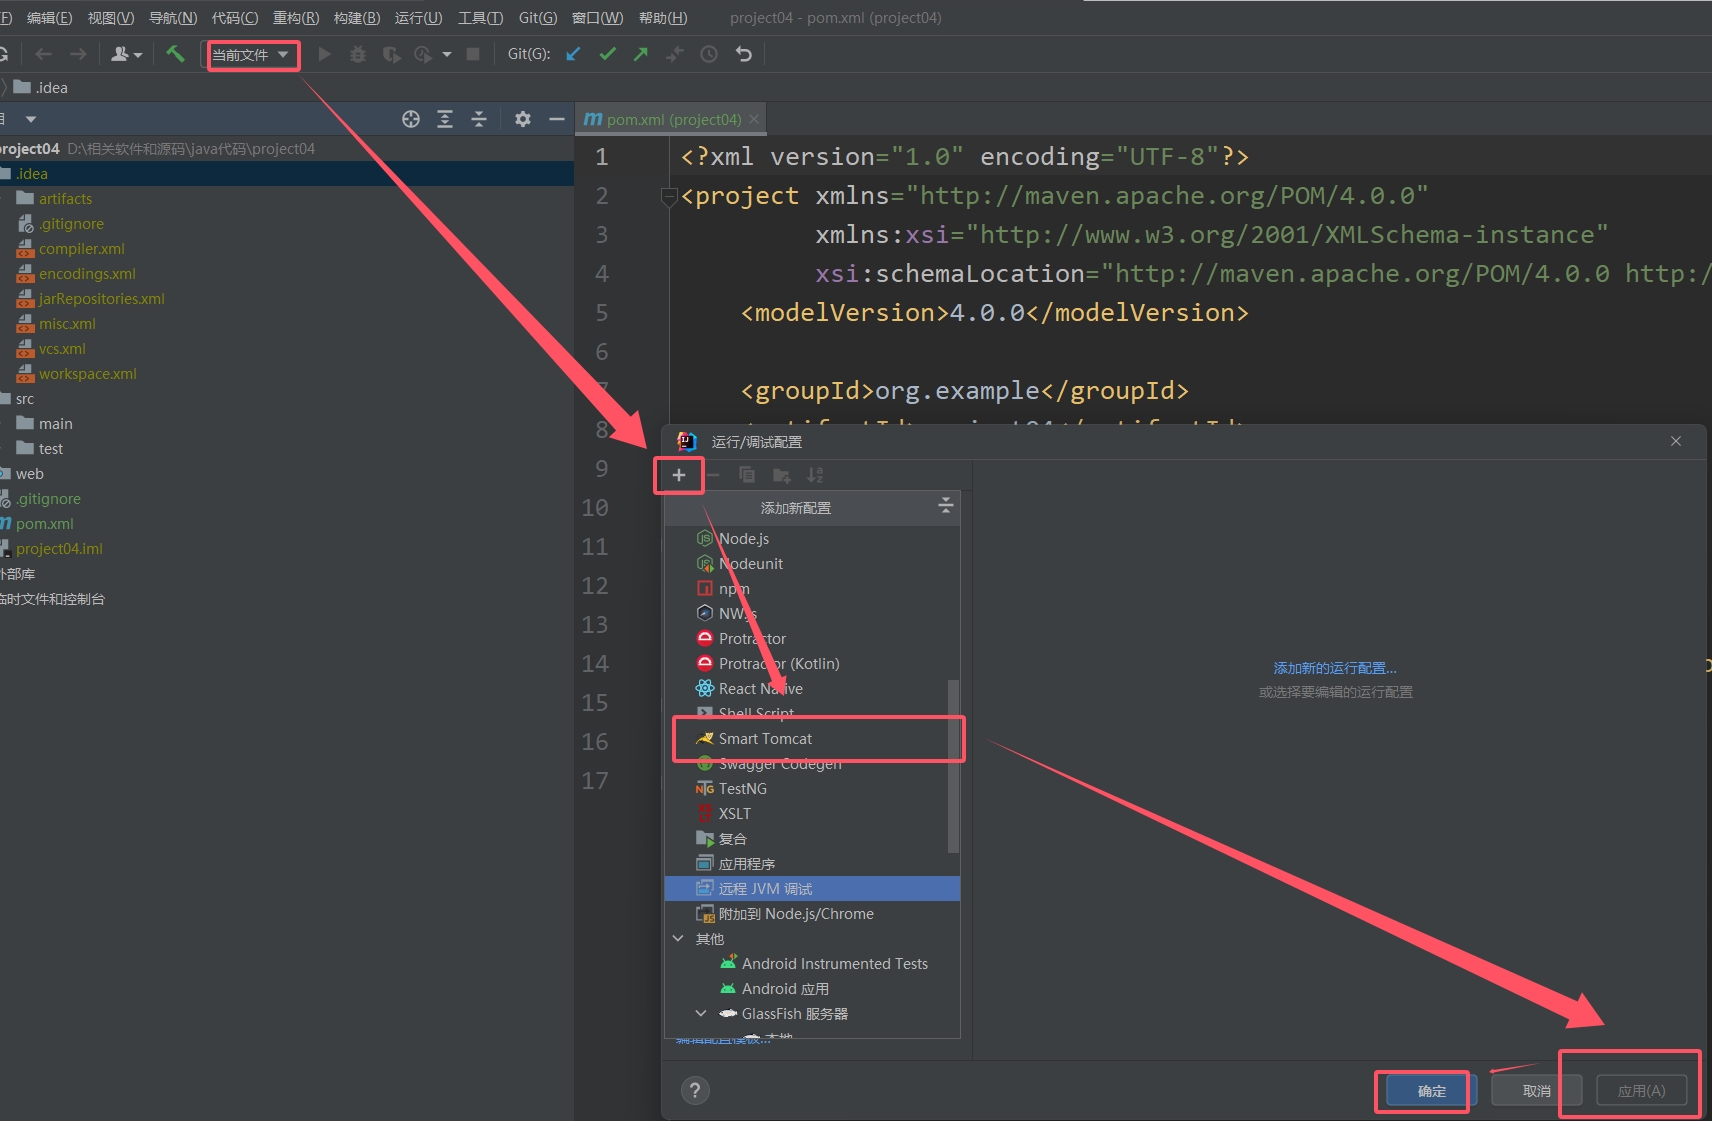 编辑(E) 视图(V) 导航(N) 代码(C) 重构(R) 构建(B) 运行(U) 工具(T) Git(G) 窗口(W) 帮助(H) project04 - pom.xml (project04)
当前文件 Git(G):
.idea
pom.xml (project04)
project04 D:\相关软件和源码\java代码\project04
.idea
artifacts
.gitignore
compiler.xml
encodings.xml
jarRepositories.xml
misc.xml
vcs.xml
workspace.xml
src
main
test
web
.gitignore
pom.xml
project04.iml
外部库
临时文件和控制台
1 <?xml version="1.0" encoding="UTF-8"?>
2 <project xmlns="http://maven.apache.org/POM/4.0.0"
3 xmlns:xsi="http://www.w3.org/2001/XMLSchema-instance"
4 xsi:schemaLocation="http://maven.apache.org/POM/4.0.0 http:/
5 <modelVersion>4.0.0</modelVersion>
6
7 <groupId>org.example</groupId>
8
9
10
11
12
13
14
15
16
17
运行/调试配置
添加新配置
Node.js
Nodeunit
npm
NW.js
Protractor
Protractor (Kotlin)
React Native
Shell Script
Smart Tomcat
Swagger Codegen
TestNG
XSLT
复合
应用程序
远程 JVM 调试
附加到 Node.js/Chrome
其他
Android Instrumented Tests
Android 应用
GlassFish 服务器
本地
编辑配置模板...
添加新的运行配置...
或选择要编辑的运行配置
?
确定 取消 应用(A)